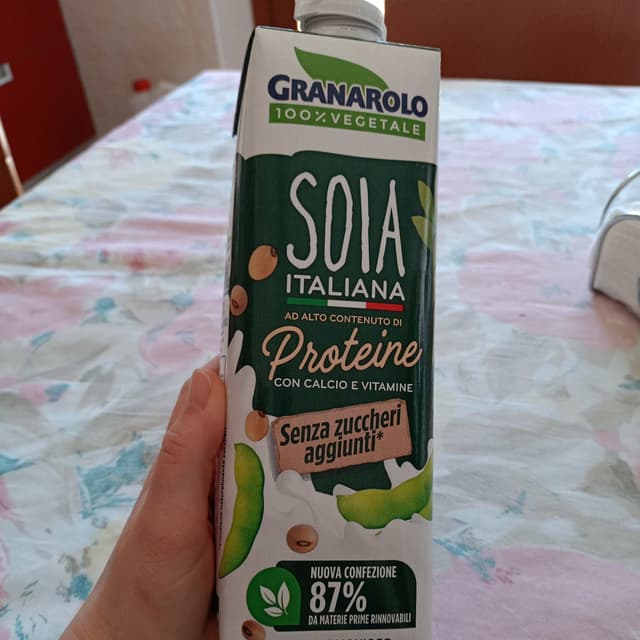 GRANAROLO
100% VEGETALE
SOIA
ITALIANA
AD ALTO CONTENUTO DI
Proteine
CON CALCIO E VITAMINE
Senza zuccheri
aggiunti*
NUOVA CONFEZIONE
87%
DA MATERIE PRIME RINNOVABILI